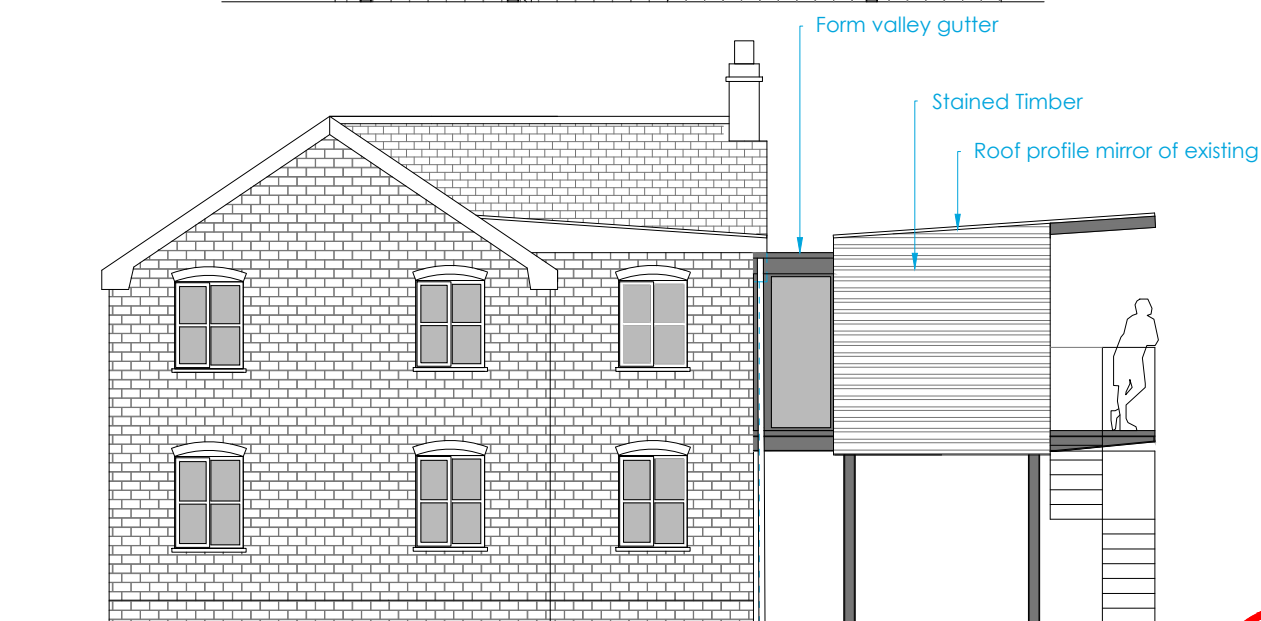 Form valley gutter
Stained Timber
Roof profile mirror of existing